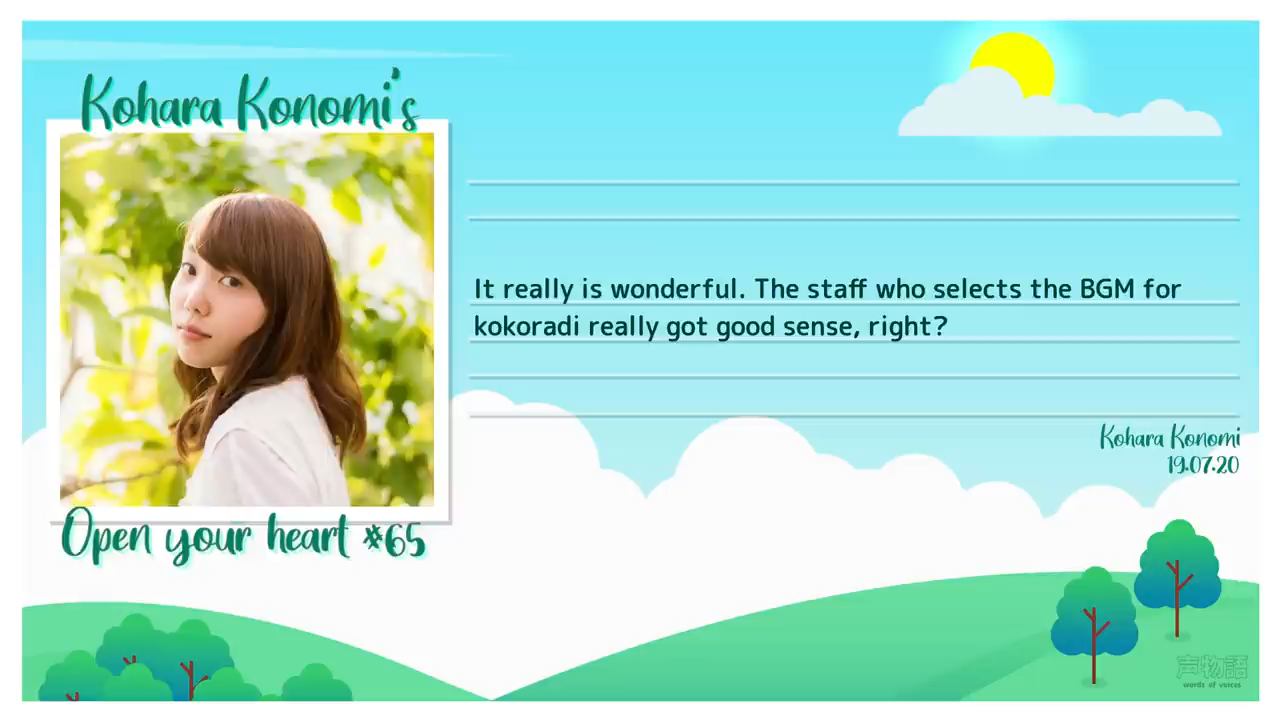 Kohara Konomi's
It really is wonderful. The staff who selects the BGM for
kokoradi really got good sense, right?
Kohara Konomi
19.07.20
Open your heart #65
声物語
words of voices